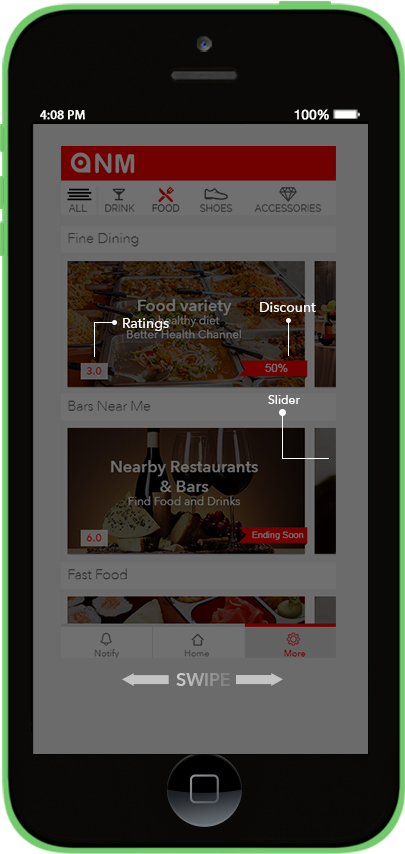 4:08 PM 100%
QNM
ALL DRINK FOOD SHOES ACCESSORIES
Fine Dining
Food variety
Healthy diet
Better Health Channel
Ratings
Discount
3.0
50%
Bars Near Me
Slider
Nearby Restaurants
& Bars
Find Food and Drinks
6.0
Ending Soon
Fast Food
Notify Home More
SWIPE